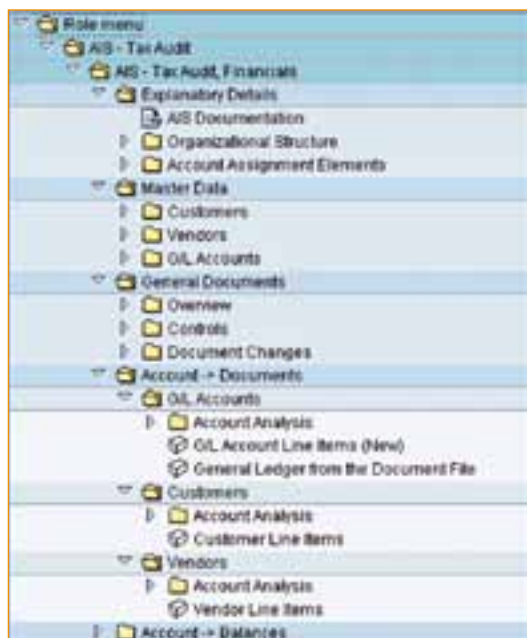 Role menu
AIS - Tax Audit
AIS - Tax Audit, Financials
Explanatory Details
AIS Documentation
Organizational Structure
Account Assignment Elements
Master Data
Customers
Vendors
G/L Accounts
General Documents
Overview
Controls
Document Changes
Account -> Documents
G/L Accounts
Account Analysis
G/L Account Line Items (New)
General Ledger from the Document File
Customers
Account Analysis
Customer Line Items
Vendors
Account Analysis
Vendor Line Items
Account -> Balances